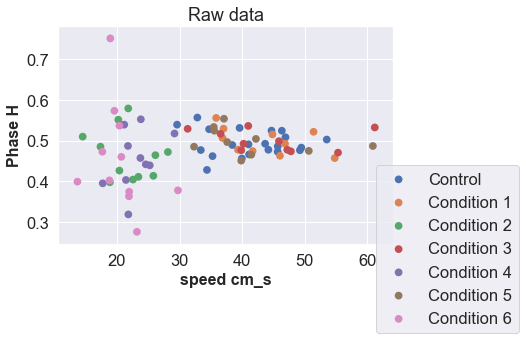 Raw data
Phase H
0.7
0.6
0.5
0.4
0.3
20 30 40 50 60
speed cm_s
Control
Condition 1
Condition 2
Condition 3
Condition 4
Condition 5
Condition 6